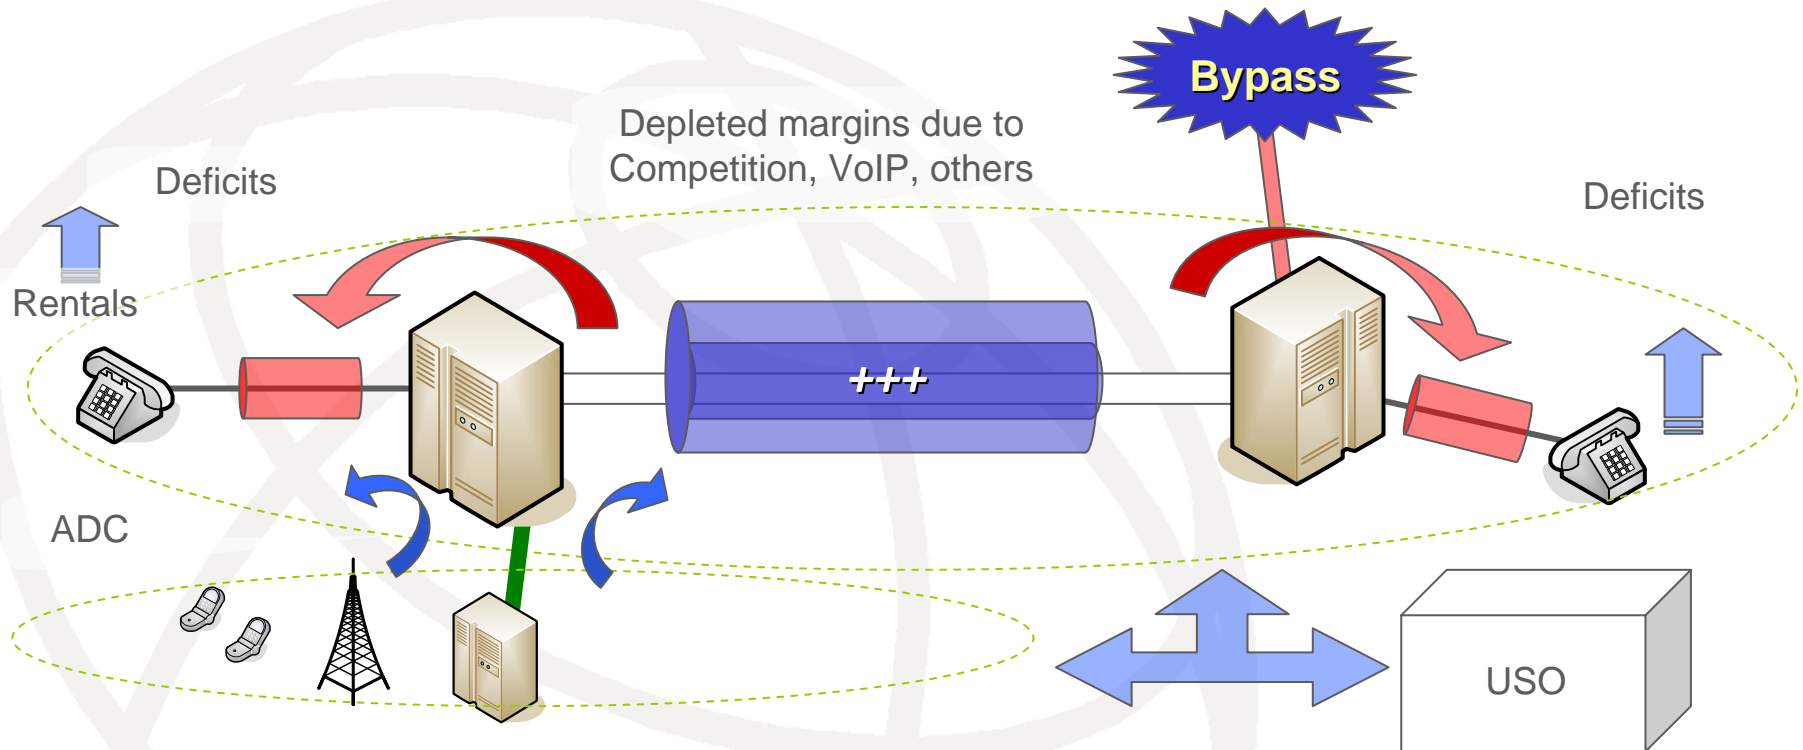 Bypass
Depleted margins due to
Competition, VoIP, others
Deficits
Deficits
Rentals
+++
ADC
USO